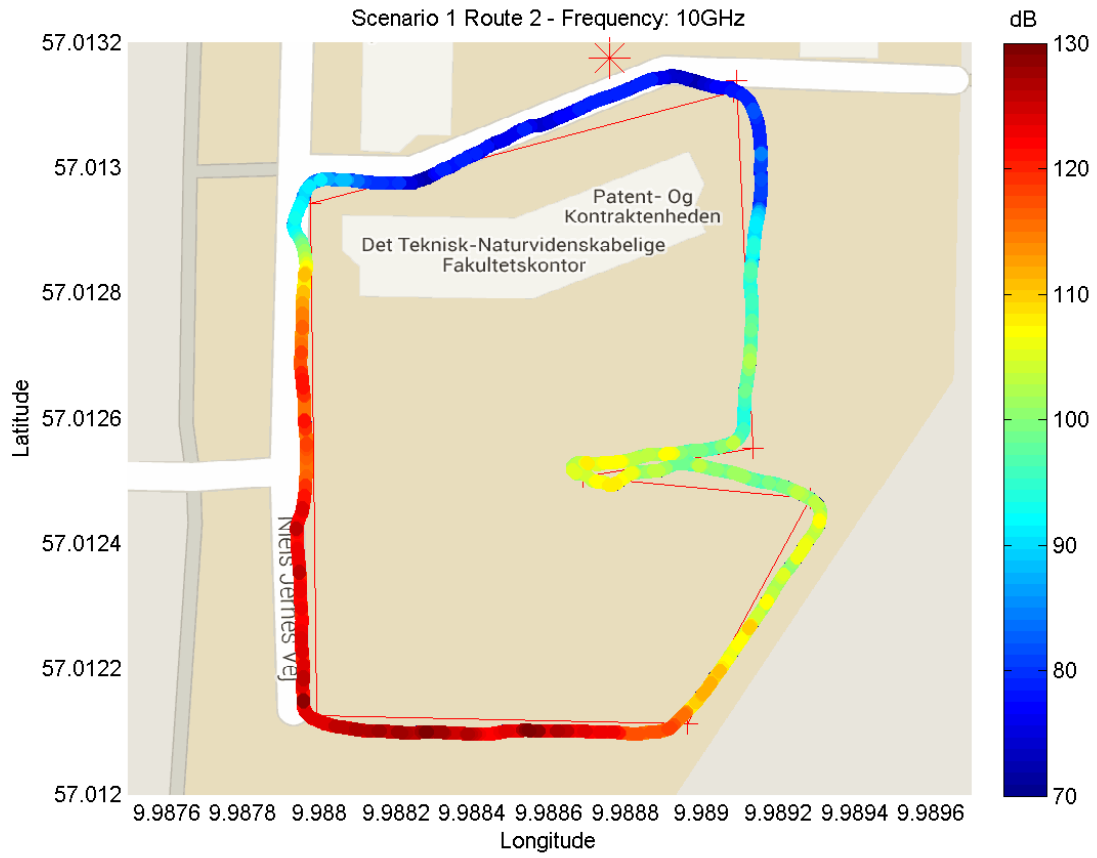 Scenario 1 Route 2 - Frequency: 10GHz
dB
57.0132
57.013
57.0128
57.0126
57.0124
57.0122
57.012
Latitude
Patent- Og
Kontraktenheden
Det Teknisk-Naturvidenskabelige
Fakultetskontor
Niels Jernes Vej
130
120
110
100
90
80
70
9.9876 9.9878 9.988 9.9882 9.9884 9.9886 9.9888 9.989 9.9892 9.9894 9.9896
Longitude